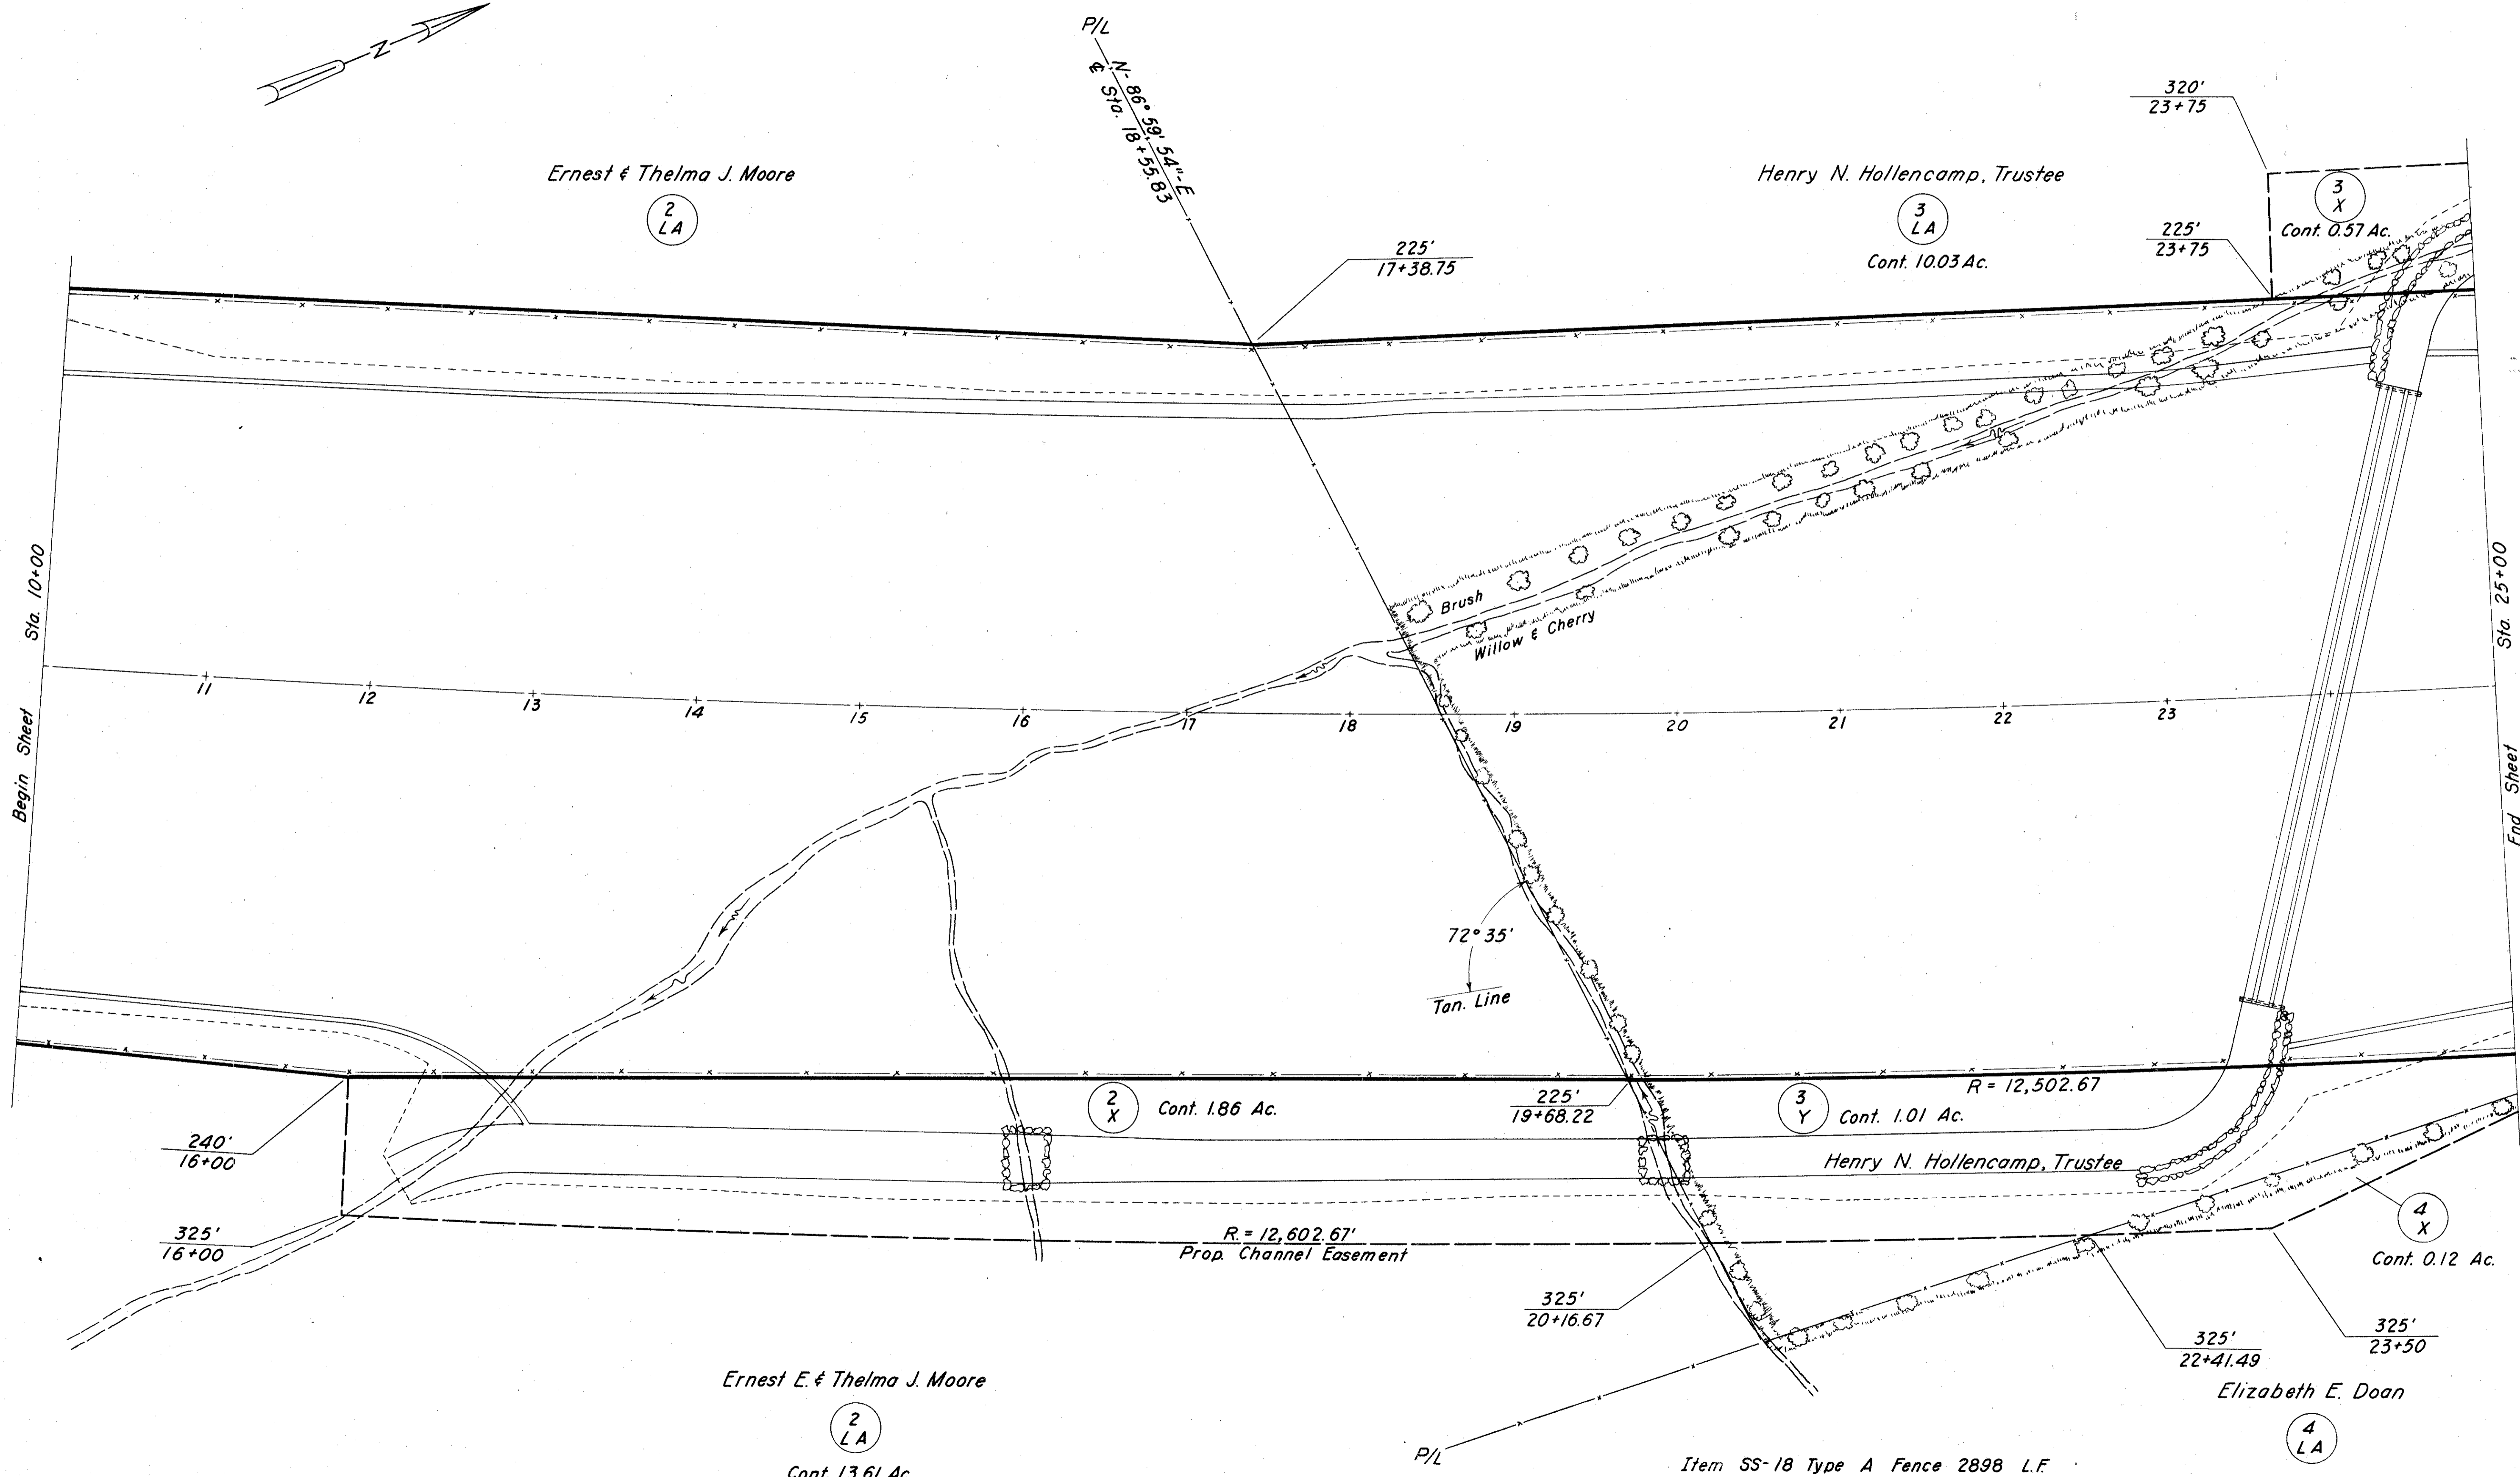 N
P/L
N-86° 59' 54"-E
℄ Sta. 18+55.83
320'
23+75
Ernest & Thelma J. Moore
2
LA
Henry N. Hollencamp, Trustee
3
LA
Cont. 10.03 Ac.
3
X
Cont. 0.57 Ac.
225'
23+75
225'
17+38.75
Begin Sheet Sta. 10+00
End Sheet Sta. 25+00
Brush
Willow & Cherry
11 12 13 14 15 16 17 18 19 20 21 22 23
72° 35'
Tan. Line
R = 12,502.67
2
X
Cont. 1.86 Ac.
225'
19+68.22
3
Y
Cont. 1.01 Ac.
240'
16+00
Henry N. Hollencamp, Trustee
325'
16+00
R = 12,602.67'
Prop. Channel Easement
4
X
Cont. 0.12 Ac.
325'
20+16.67
325'
22+41.49
325'
23+50
Ernest E. & Thelma J. Moore
2
LA
Cont. 13.61 Ac.
Elizabeth E. Doan
4
LA
P/L
Item SS-18 Type A Fence 2898 L.F.